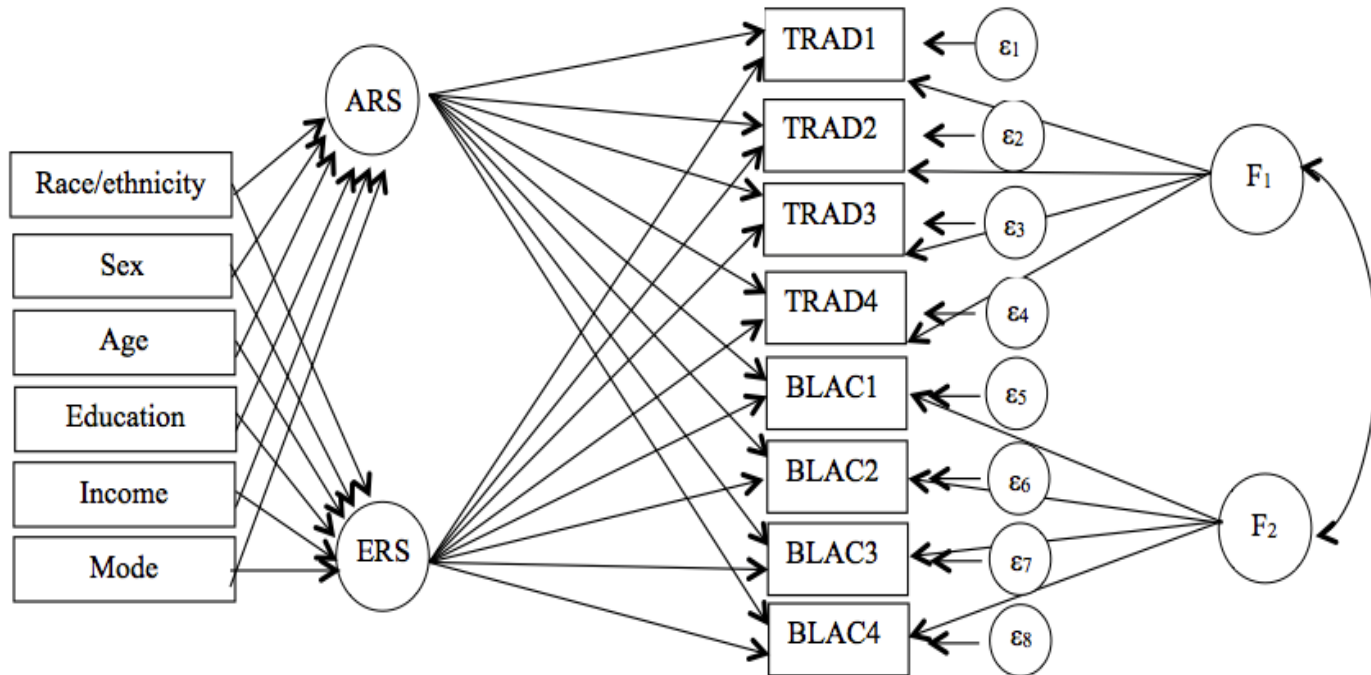 ARS
Race/ethnicity
Sex
Age
Education
Income
Mode
ERS
TRAD1
TRAD2
TRAD3
TRAD4
BLAC1
BLAC2
BLAC3
BLAC4
ε1
ε2
ε3
ε4
ε5
ε6
ε7
ε8
F1
F2